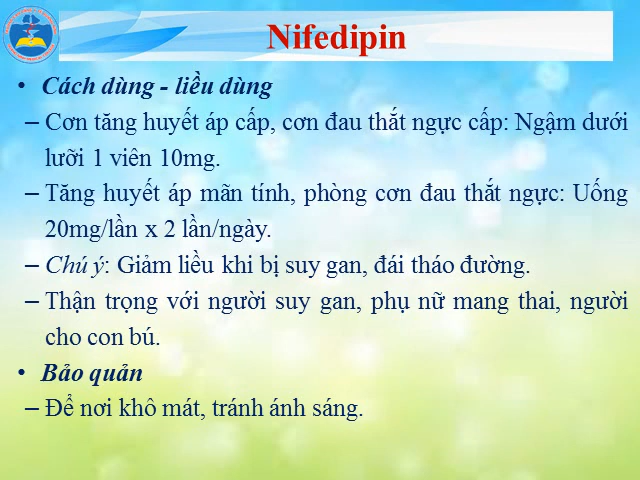 Nifedipin
• Cách dùng - liều dùng
– Cơn tăng huyết áp cấp, cơn đau thắt ngực cấp: Ngậm dưới
lưỡi 1 viên 10mg.
– Tăng huyết áp mãn tính, phòng cơn đau thắt ngực: Uống
20mg/lần x 2 lần/ngày.
– Chú ý: Giảm liều khi bị suy gan, đái tháo đường.
– Thận trọng với người suy gan, phụ nữ mang thai, người
cho con bú.
• Bảo quản
– Để nơi khô mát, tránh ánh sáng.